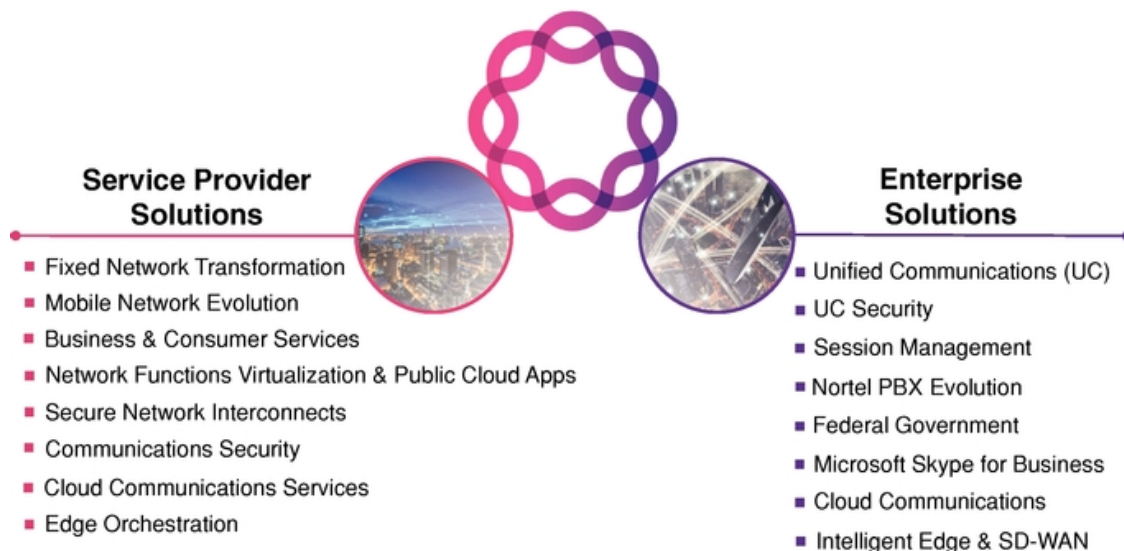 Service Provider
Solutions
Fixed Network Transformation
Mobile Network Evolution
Business & Consumer Services
Network Functions Virtualization & Public Cloud Apps
Secure Network Interconnects
Communications Security
Cloud Communications Services
Edge Orchestration
Enterprise
Solutions
Unified Communications (UC)
UC Security
Session Management
Nortel PBX Evolution
Federal Government
Microsoft Skype for Business
Cloud Communications
Intelligent Edge & SD-WAN